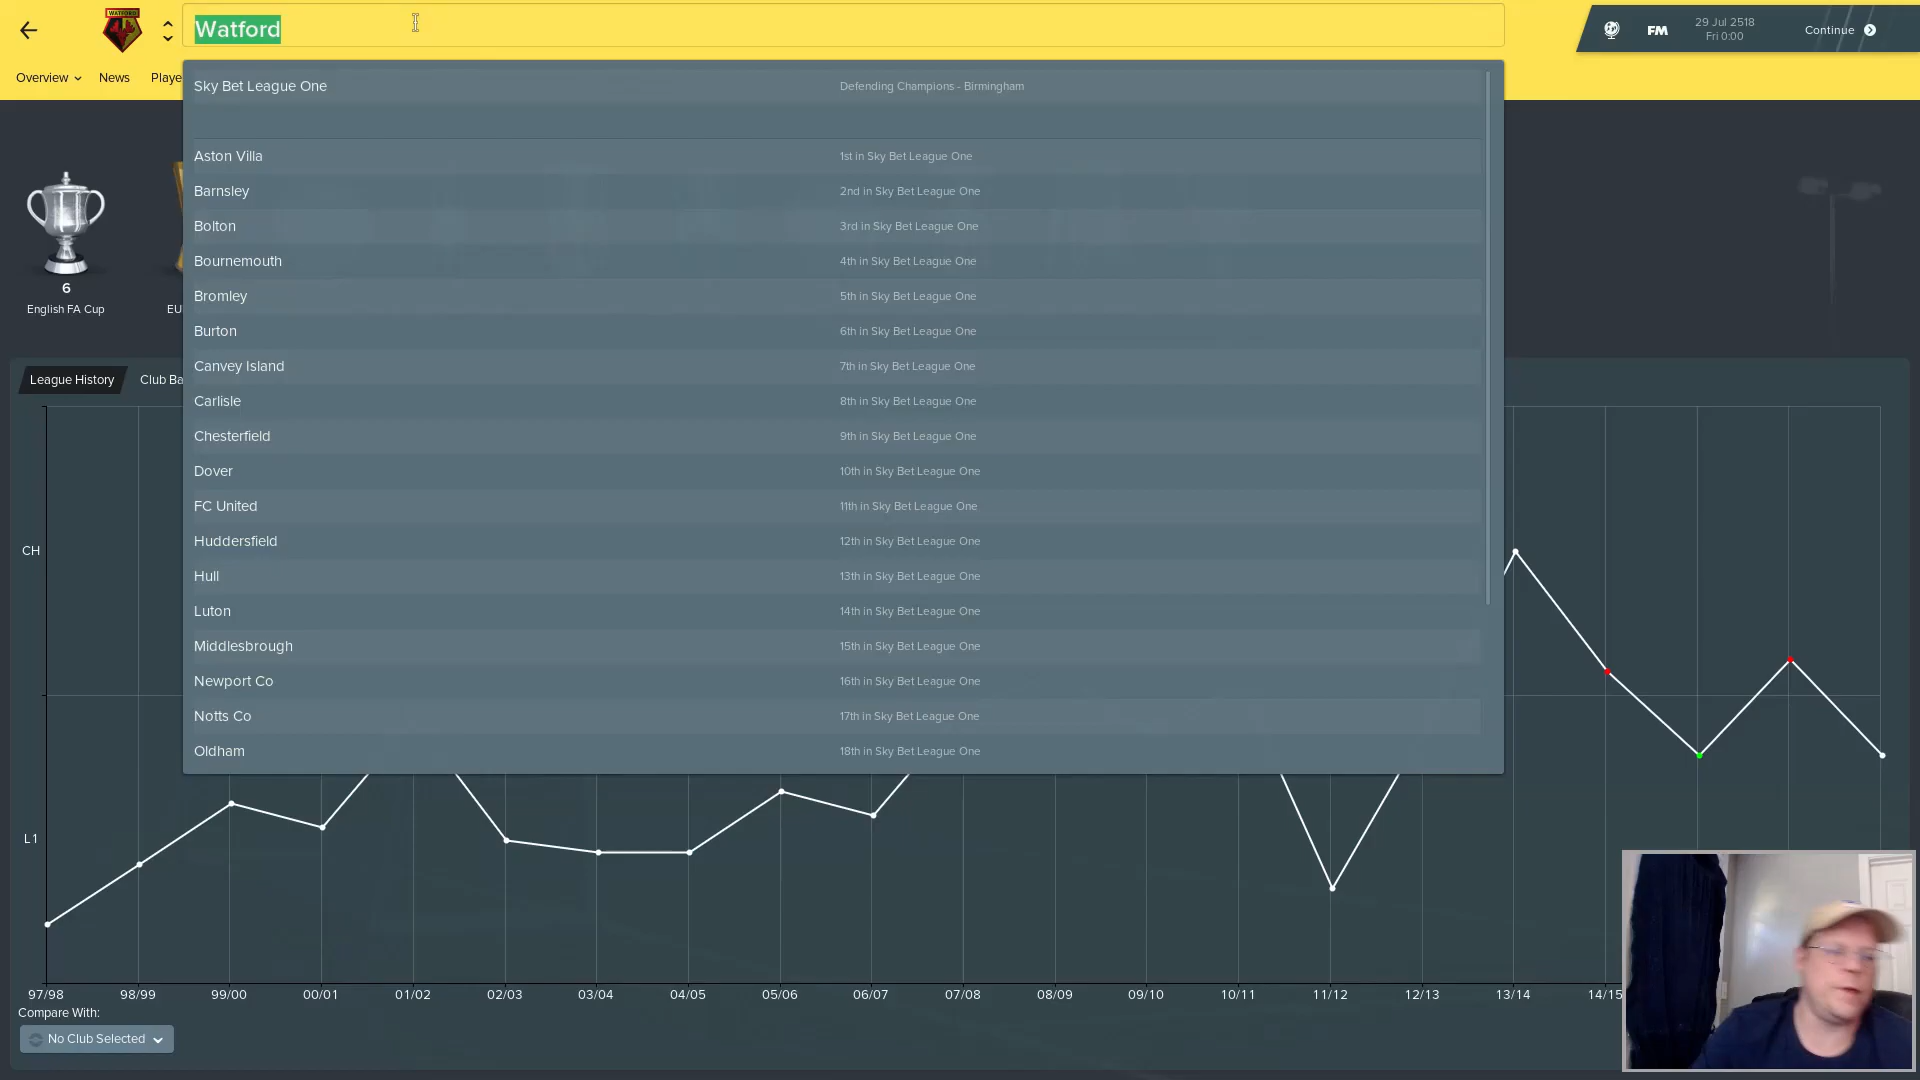 Watford
29 Jul 2518
Fri 0:00
FM
Continue
Overview
News
Playe
Sky Bet League One
Defending Champions - Birmingham
Aston Villa
1st in Sky Bet League One
Barnsley
2nd in Sky Bet League One
Bolton
3rd in Sky Bet League One
Bournemouth
4th in Sky Bet League One
Bromley
5th in Sky Bet League One
Burton
6th in Sky Bet League One
Canvey Island
7th in Sky Bet League One
Carlisle
8th in Sky Bet League One
Chesterfield
9th in Sky Bet League One
Dover
10th in Sky Bet League One
FC United
11th in Sky Bet League One
Huddersfield
12th in Sky Bet League One
Hull
13th in Sky Bet League One
Luton
14th in Sky Bet League One
Middlesbrough
15th in Sky Bet League One
Newport Co
16th in Sky Bet League One
Notts Co
17th in Sky Bet League One
Oldham
18th in Sky Bet League One
6
English FA Cup
EU
League History
Club Ba
CH
L1
97/98
98/99
99/00
00/01
01/02
02/03
03/04
04/05
05/06
06/07
07/08
08/09
09/10
10/11
11/12
12/13
13/14
14/15
Compare With:
No Club Selected